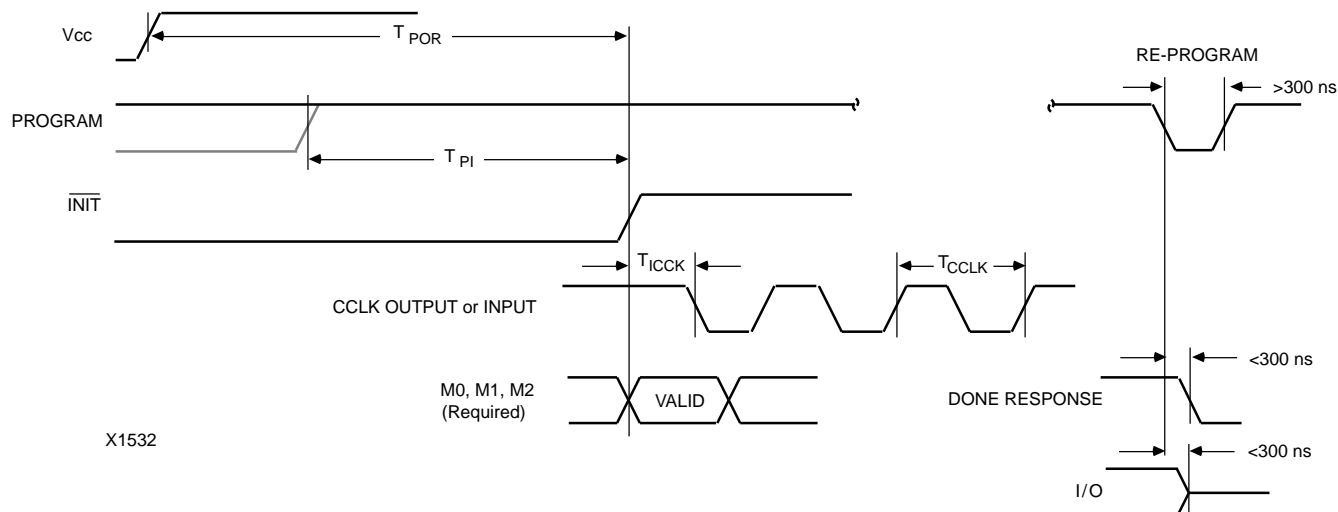 Vcc
T POR
RE-PROGRAM
>300 ns
PROGRAM
T PI
INIT
T ICCK
T CCLK
CCLK OUTPUT or INPUT
<300 ns
M0, M1, M2
(Required)
VALID
DONE RESPONSE
X1532
<300 ns
I/O